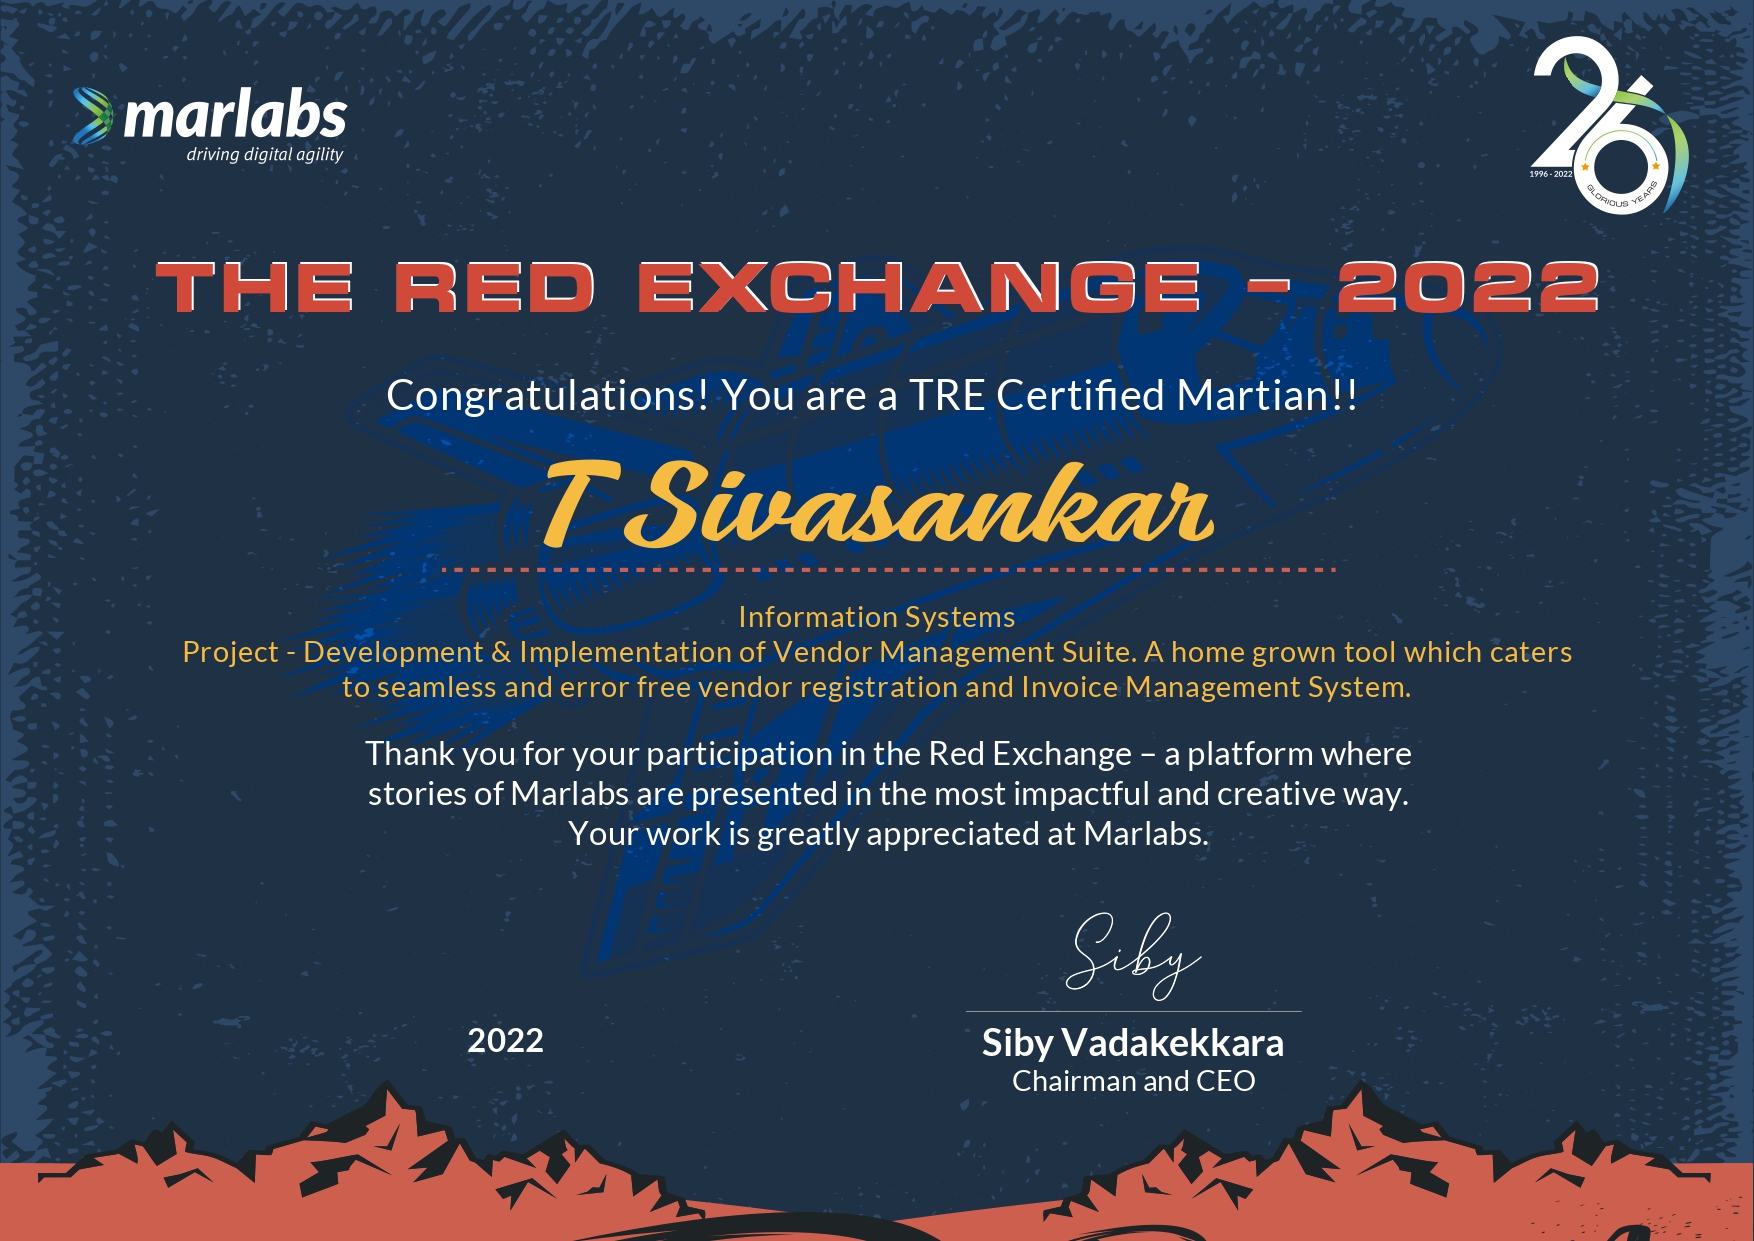 marlabs
driving digital agility
26
1996 - 2022
GLORIOUS YEARS
THE RED EXCHANGE - 2022
Congratulations! You are a TRE Certified Martian!!
T Sivasankar
Information Systems
Project - Development & Implementation of Vendor Management Suite. A home grown tool which caters
to seamless and error free vendor registration and Invoice Management System.
Thank you for your participation in the Red Exchange – a platform where
stories of Marlabs are presented in the most impactful and creative way.
Your work is greatly appreciated at Marlabs.
Siby
2022
Siby Vadakekkara
Chairman and CEO